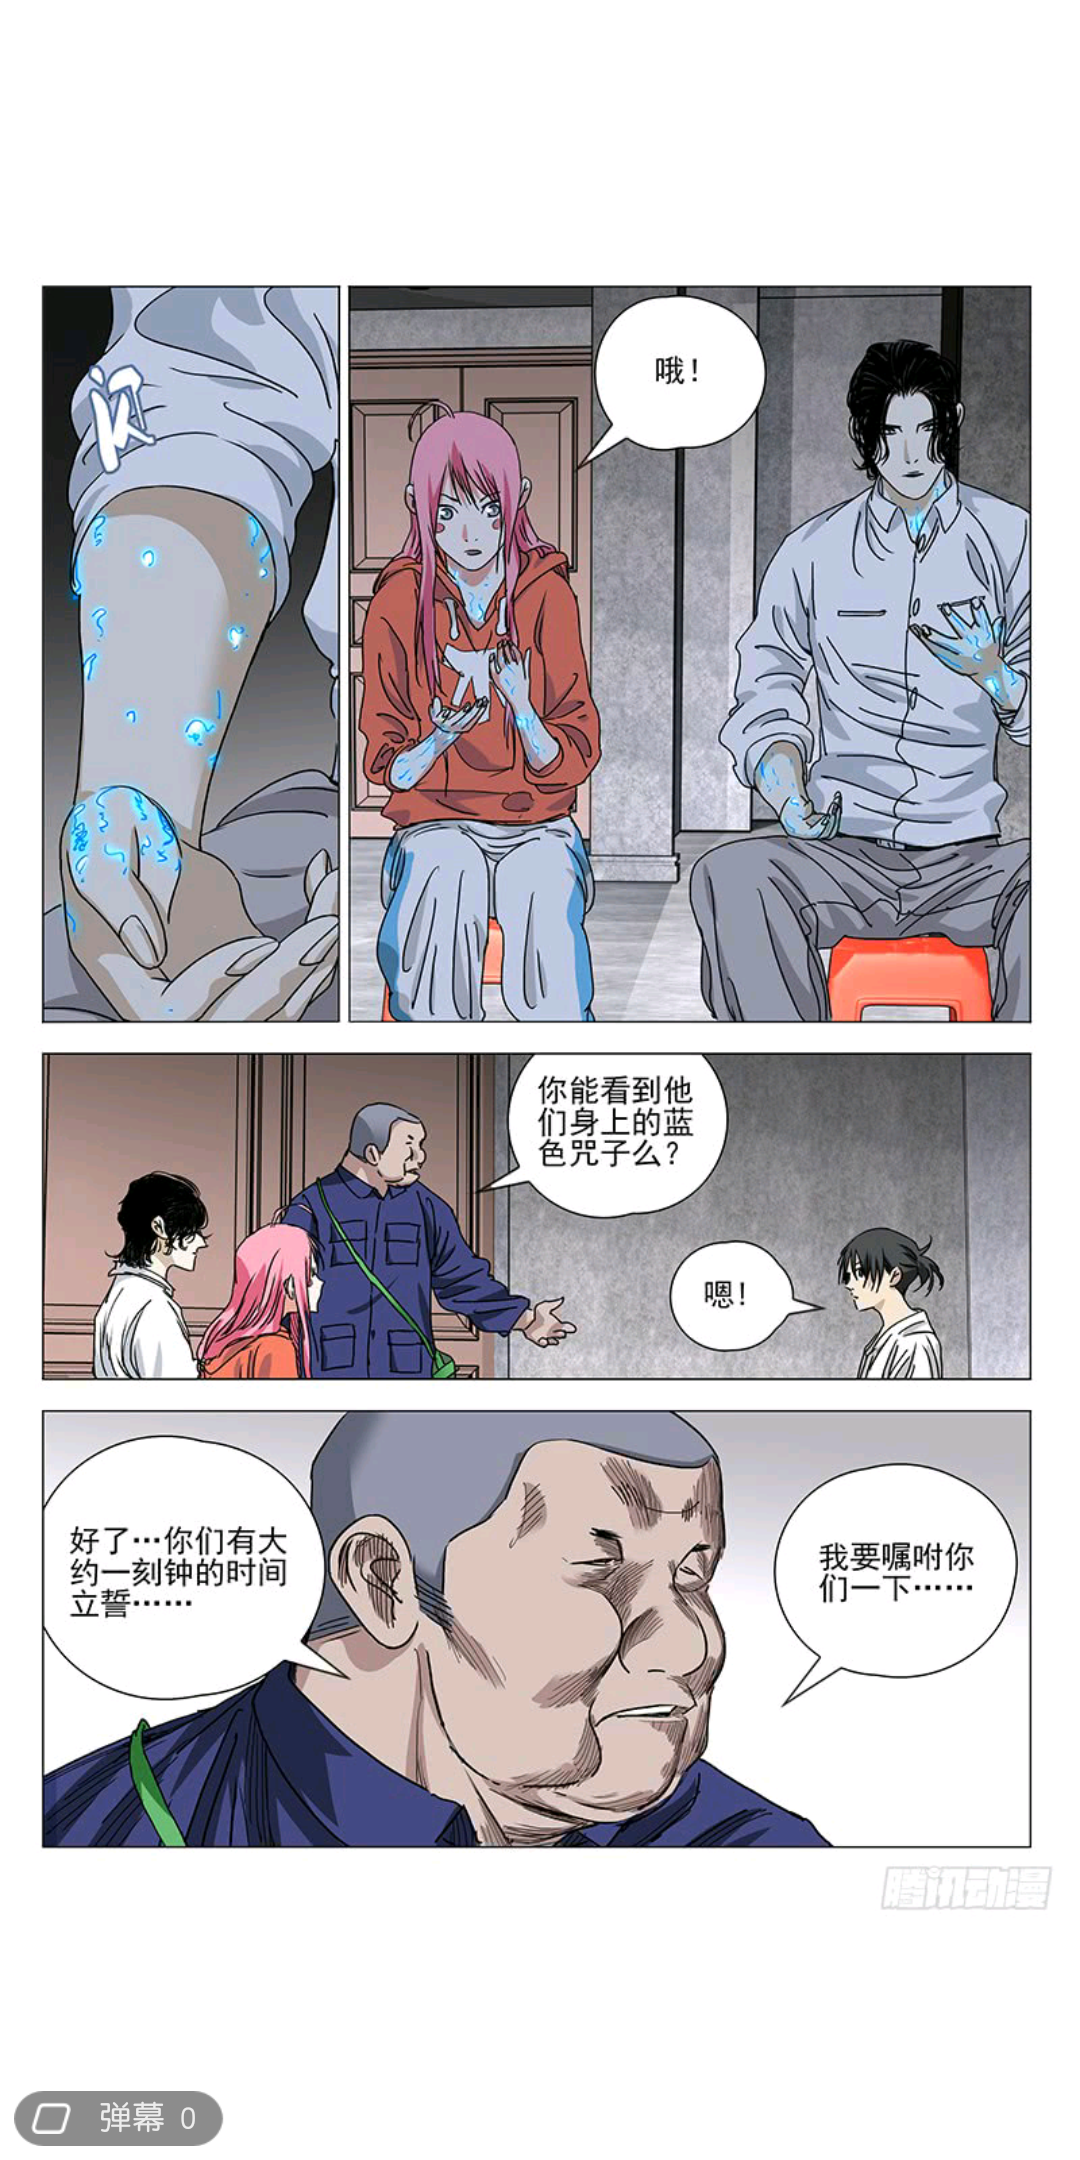 闪
哦！
你能看到他
们身上的蓝
色咒子么？
嗯！
好了…你们有大
约一刻钟的时间
立誓……
我要嘱咐你
们一下……
腾讯动漫
弹幕 0